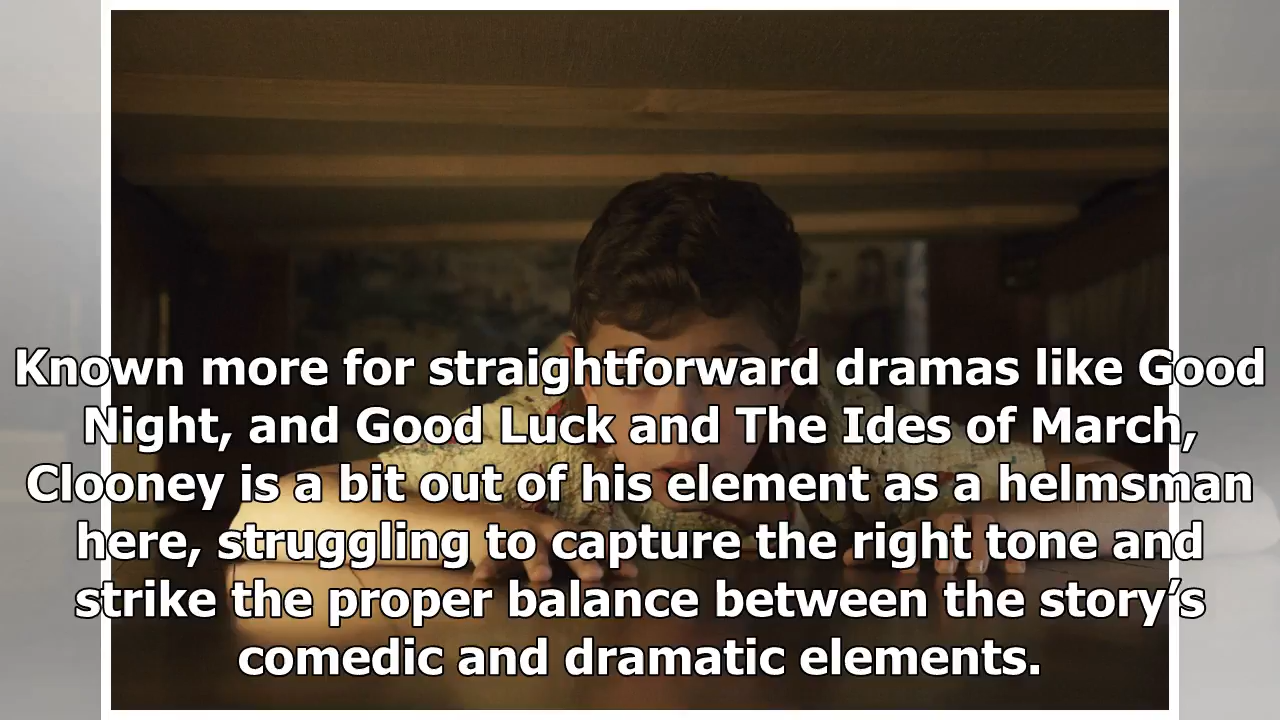 Known more for straightforward dramas like Good
Night, and Good Luck and The Ides of March,
Clooney is a bit out of his element as a helmsman
here, struggling to capture the right tone and
strike the proper balance between the story’s
comedic and dramatic elements.